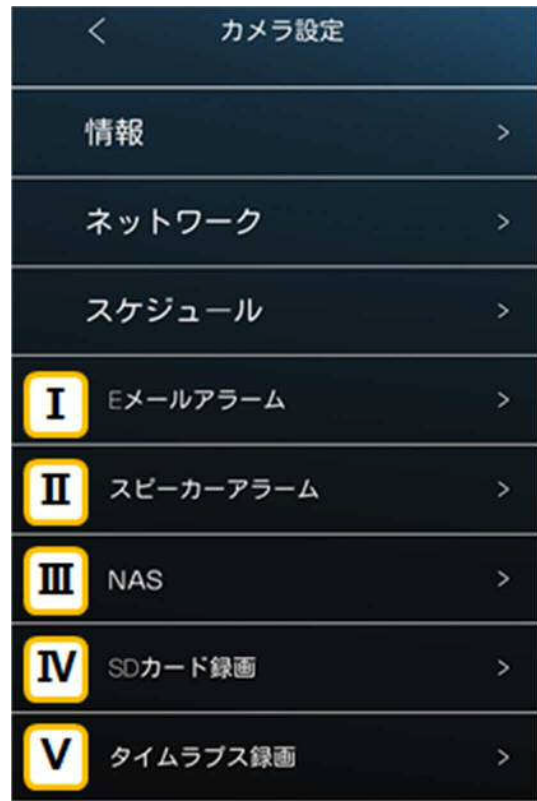 < カメラ設定
情報 >
ネットワーク >
スケジュール >
I Eメールアラーム >
II スピーカーアラーム >
III NAS >
IV SDカード録画 >
V タイムラプス録画 >